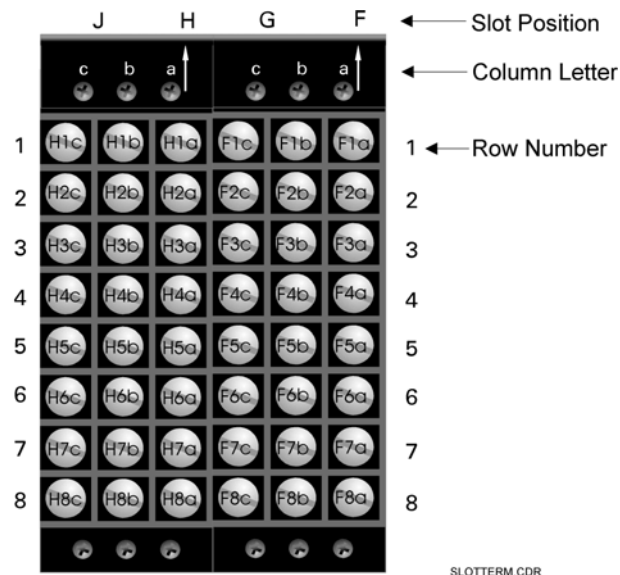 J H G F Slot Position
c b a c b a Column Letter
1 H1c H1b H1a F1c F1b F1a 1 Row Number
2 H2c H2b H2a F2c F2b F2a 2
3 H3c H3b H3a F3c F3b F3a 3
4 H4c H4b H4a F4c F4b F4a 4
5 H5c H5b H5a F5c F5b F5a 5
6 H6c H6b H6a F6c F6b F6a 6
7 H7c H7b H7a F7c F7b F7a 7
8 H8c H8b H8a F8c F8b F8a 8
SLOTTERM.CDR